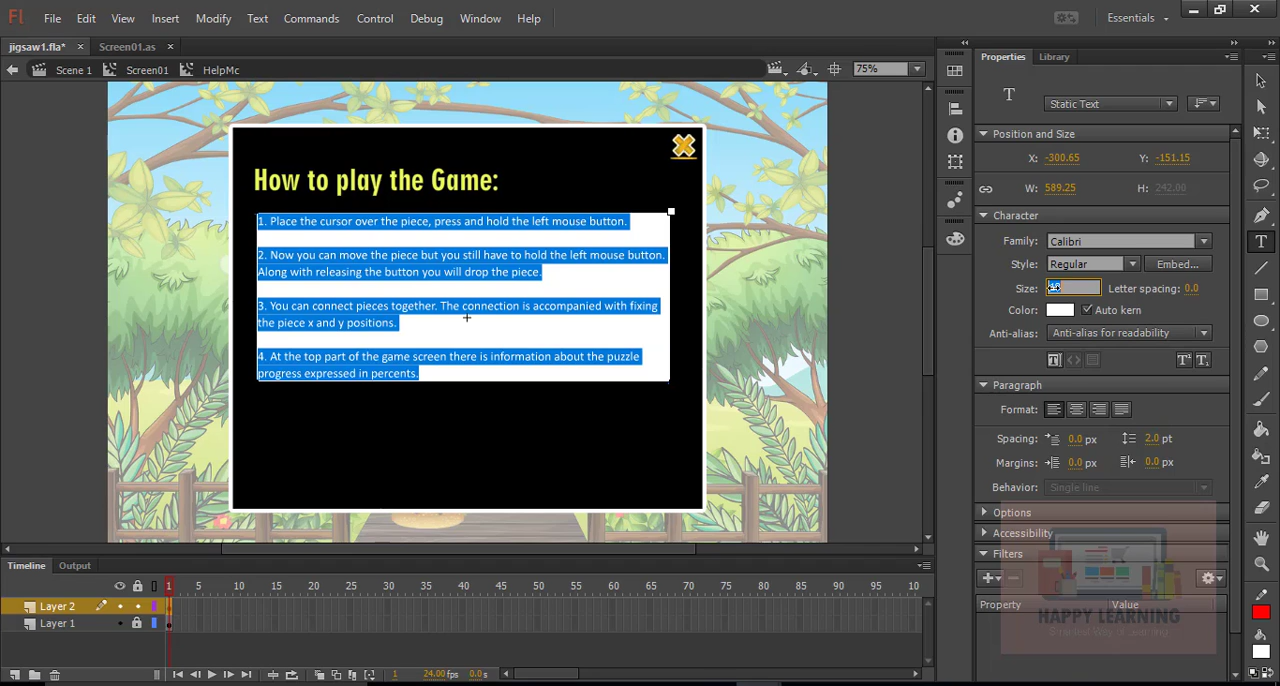 Fl File Edit View Insert Modify Text Commands Control Debug Window Help Essentials
jigsaw1.fla* Screen01.as
Scene 1 Screen01 HelpMc 75%
How to play the Game:
1. Place the cursor over the piece, press and hold the left mouse button.
2. Now you can move the piece but you still have to hold the left mouse button.
Along with releasing the button you will drop the piece.
3. You can connect pieces together. The connection is accompanied with fixing
the piece x and y positions.
4. At the top part of the game screen there is information about the puzzle
progress expressed in percents.
Properties Library
T Static Text
Position and Size
X: -300.65 Y: -151.15
W: 589.25 H: 242.00
Character
Family: Calibri
Style: Regular Embed...
Size: Letter spacing: 0.0
Color: Auto kern
Anti-alias: Anti-alias for readability
Paragraph
Format:
Spacing: 0.0 px 2.0 pt
Margins: 0.0 px 0.0 px
Behavior: Single line
Options
Accessibility
Filters
Property Value
HAPPY LEARNING
Timeline Output
1 5 10 15 20 25 30 35 40 45 50 55 60 65 70 75 80 85 90 95 10
Layer 2
Layer 1
1 24.00 fps 0.0 s